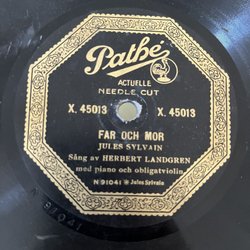 Pathé
ACTUELLE
NEEDLE CUT
X. 45013 X. 45013
FAR OCH MOR
JULES SYLVAIN
Sång av HERBERT LANDGREN
med piano och obligatviolin.
N91041 Jules Sylvain
91041